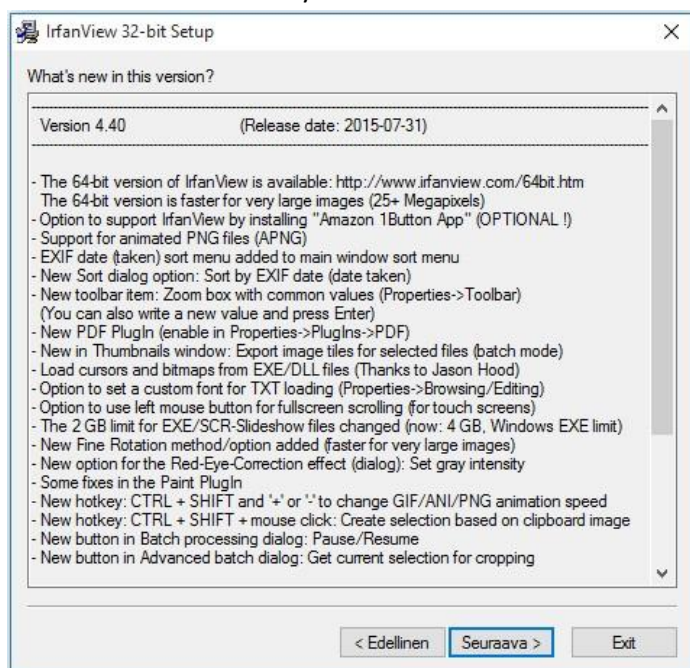 IrfanView 32-bit Setup
What's new in this version?
Version 4.40 (Release date: 2015-07-31)
- The 64-bit version of IrfanView is available: http://www.irfanview.com/64bit.htm
The 64-bit version is faster for very large images (25+ Megapixels)
- Option to support IrfanView by installing "Amazon 1Button App" (OPTIONAL !)
- Support for animated PNG files (APNG)
- EXIF date (taken) sort menu added to main window sort menu
- New Sort dialog option: Sort by EXIF date (date taken)
- New toolbar item: Zoom box with common values (Properties->Toolbar)
(You can also write a new value and press Enter)
- New PDF PlugIn (enable in Properties->PlugIns->PDF)
- New in Thumbnails window: Export image tiles for selected files (batch mode)
- Load cursors and bitmaps from EXE/DLL files (Thanks to Jason Hood)
- Option to set a custom font for TXT loading (Properties->Browsing/Editing)
- Option to use left mouse button for fullscreen scrolling (for touch screens)
- The 2 GB limit for EXE/SCR-Slideshow files changed (now: 4 GB, Windows EXE limit)
- New Fine Rotation method/option added (faster for very large images)
- New option for the Red-Eye-Correction effect (dialog): Set gray intensity
- Some fixes in the Paint PlugIn
- New hotkey: CTRL + SHIFT and '+' or '-' to change GIF/ANI/PNG animation speed
- New hotkey: CTRL + SHIFT + mouse click: Create selection based on clipboard image
- New button in Batch processing dialog: Pause/Resume
- New button in Advanced batch dialog: Get current selection for cropping
< Edellinen Seuraava > Exit